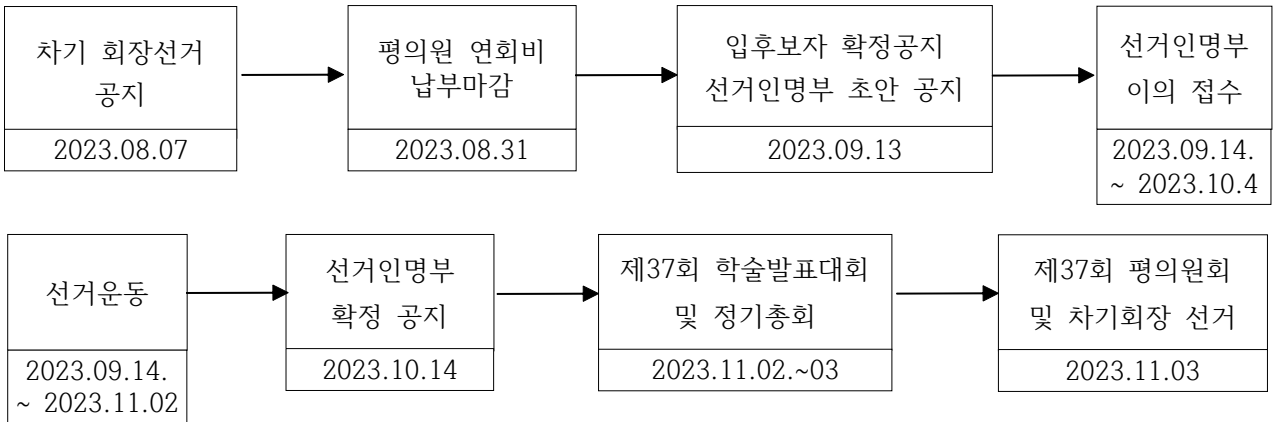 차기 회장선거
공지
2023.08.07
평의원 연회비
납부마감
2023.08.31
입후보자 확정공지
선거인명부 초안 공지
2023.09.13
선거인명부
이의 접수
2023.09.14.
~ 2023.10.4
선거운동
2023.09.14.
~ 2023.11.02
선거인명부
확정 공지
2023.10.14
제37회 학술발표대회
및 정기총회
2023.11.02.~03
제37회 평의원회
및 차기회장 선거
2023.11.03